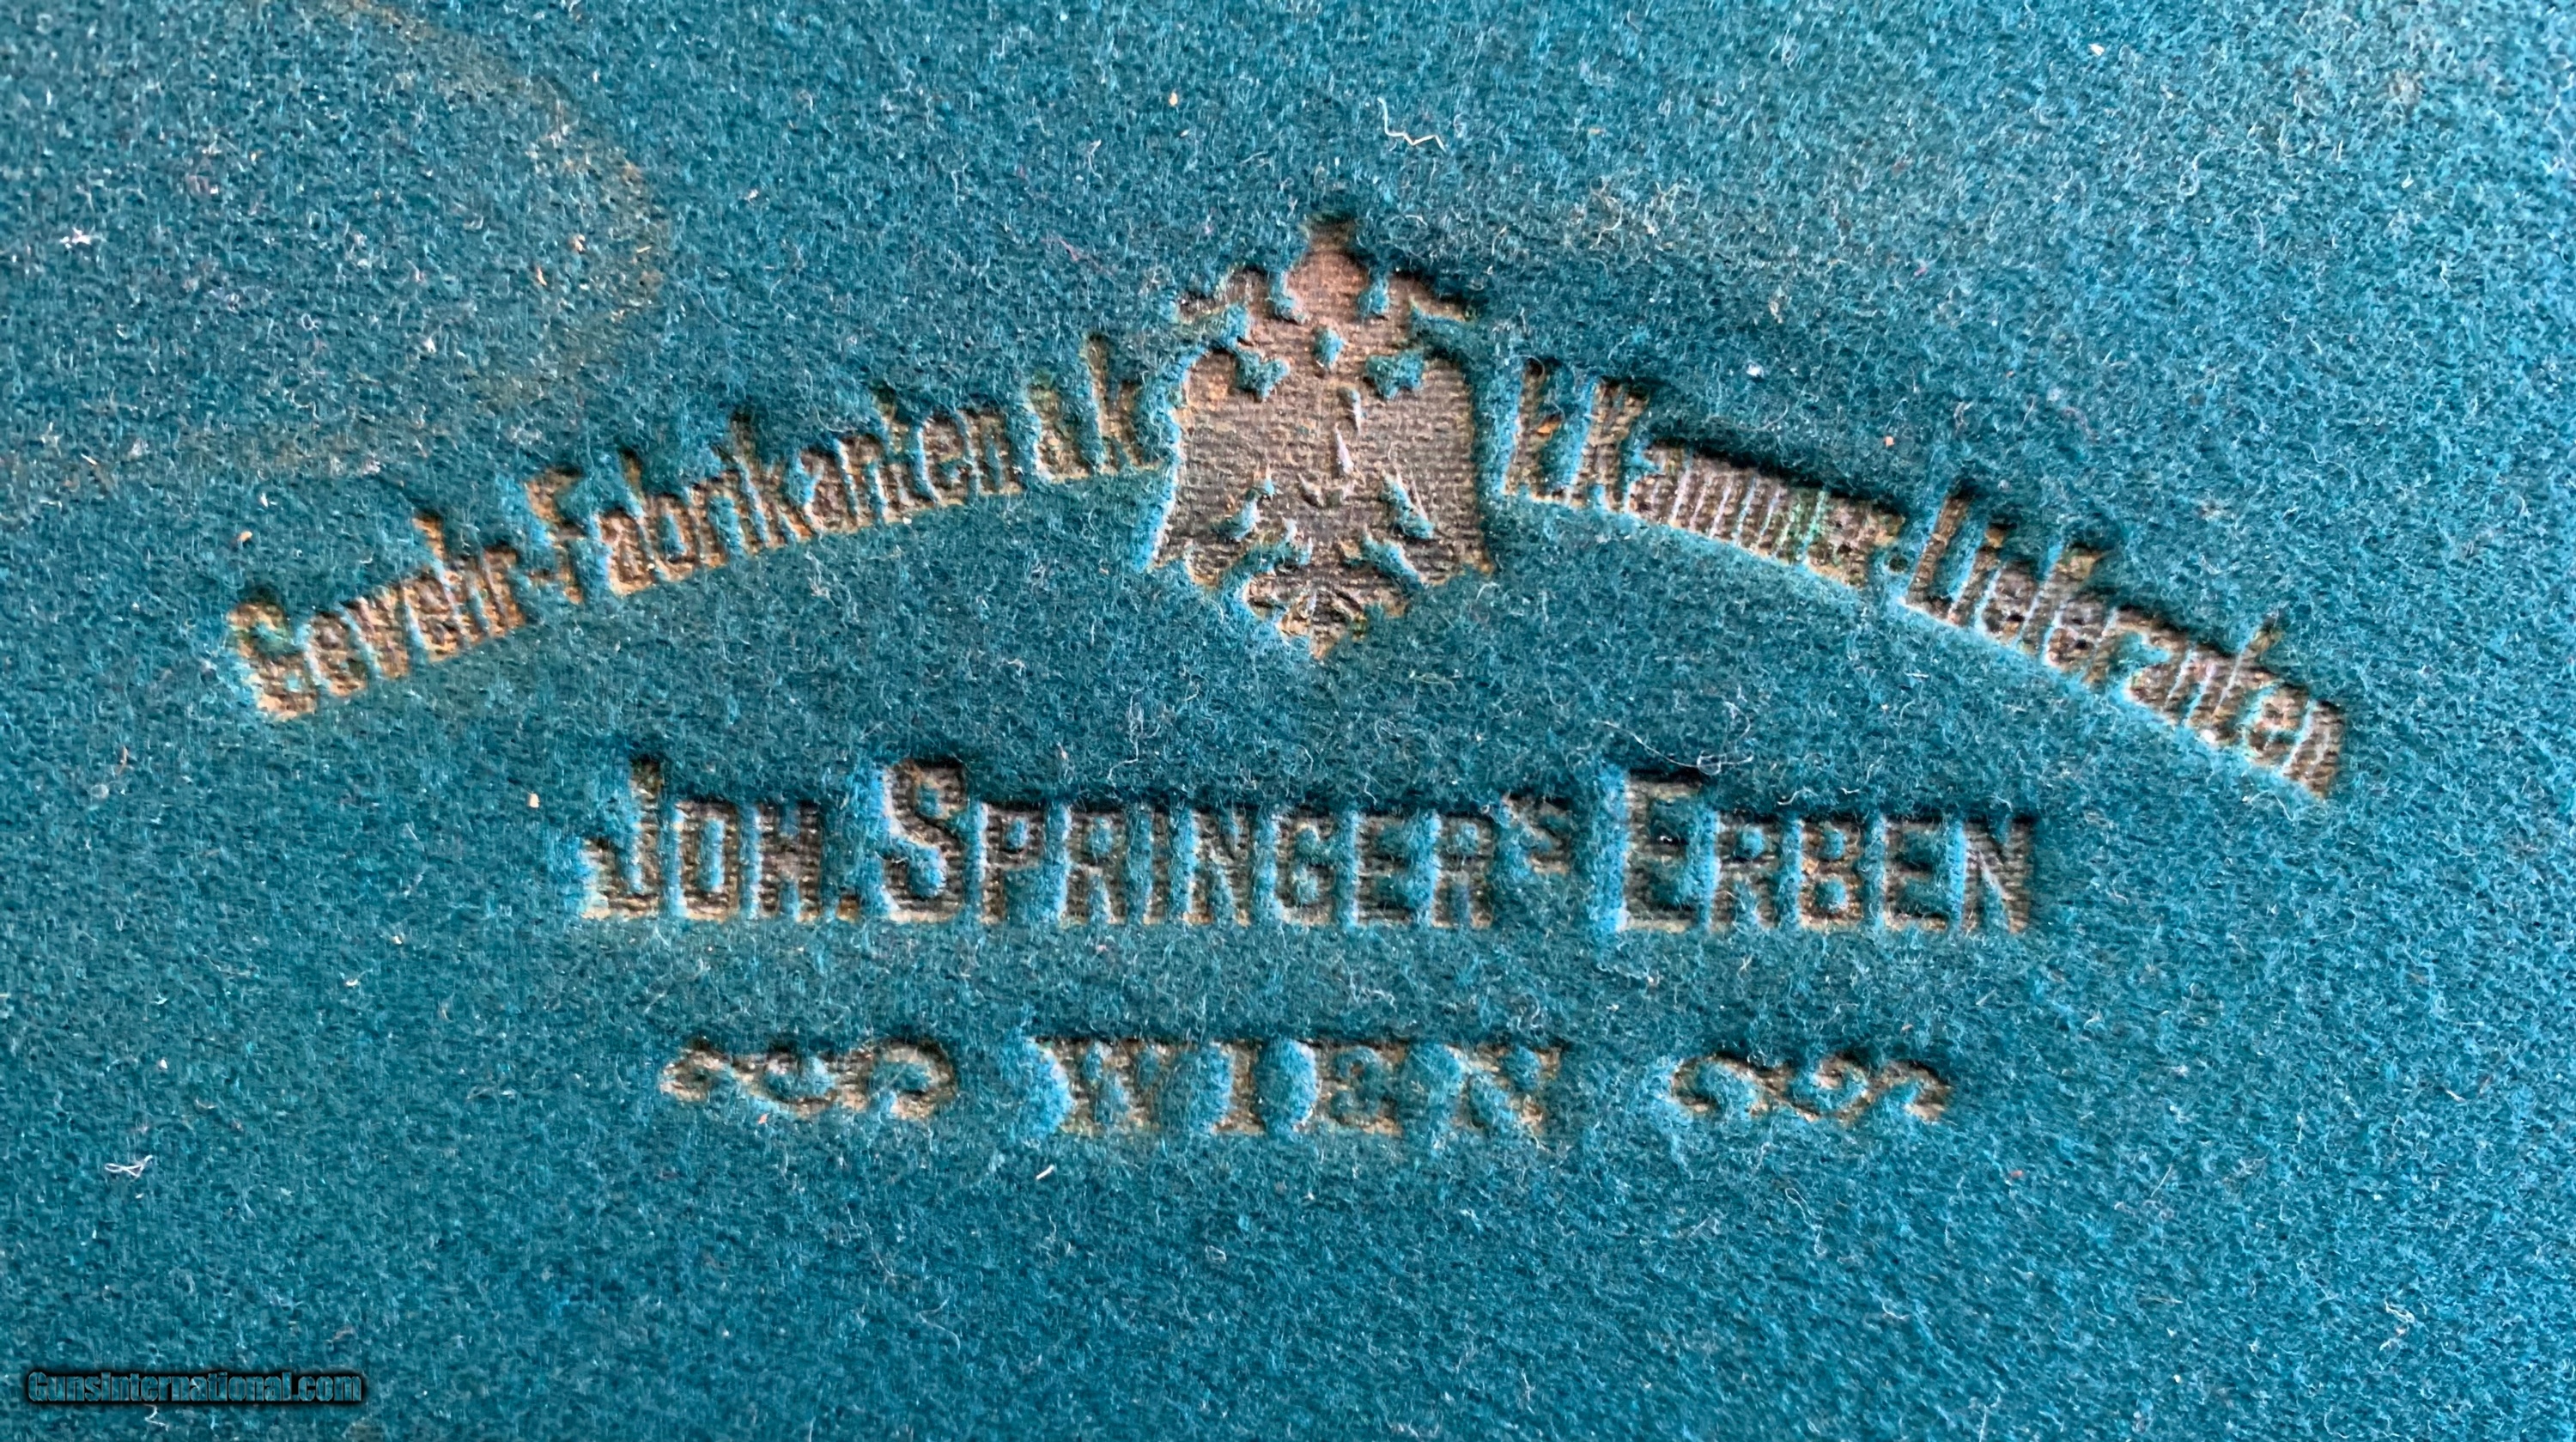 Gewehr-Fabrikanten & k. k. Kammer-Lieferanten
JOH. SPRINGER'S ERBEN
WIEN
GunsInternational.com